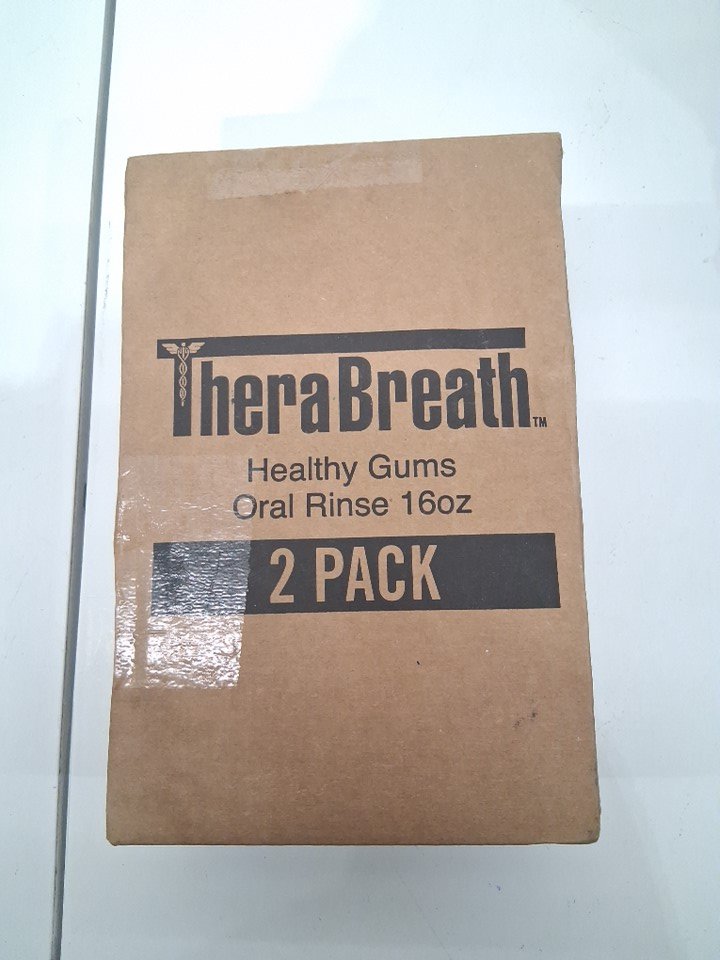 TheraBreath™
Healthy Gums
Oral Rinse 16oz
2 PACK